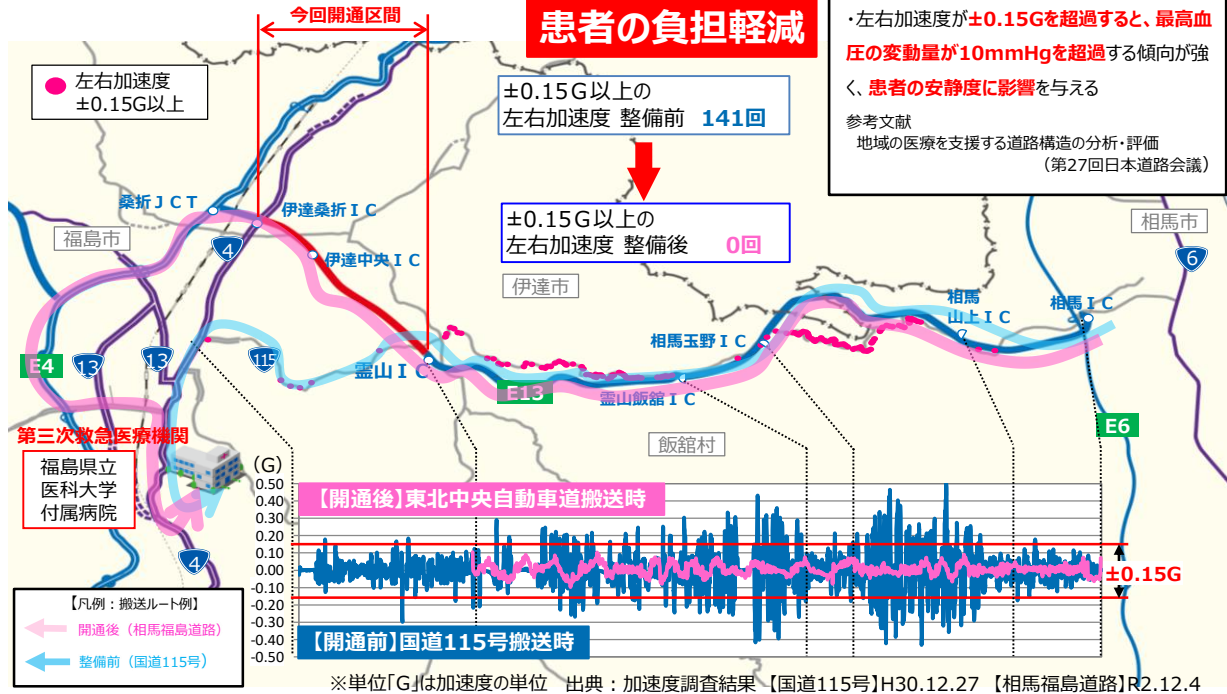 今回開通区間
患者の負担軽減
・左右加速度が±0.15Gを超過すると、最高血
圧の変動量が10mmHgを超過する傾向が強
く、患者の安静度に影響を与える
参考文献
地域の医療を支援する道路構造の分析・評価
(第27回日本道路会議)
左右加速度
±0.15G以上
±0.15G以上の
左右加速度 整備前 141回
±0.15G以上の
左右加速度 整備後 0回
桑折JCT
伊達桑折IC
福島市
4
伊達中央IC
伊達市
相馬市
6
相馬
山上IC
相馬IC
相馬玉野IC
E4
13
13
115
霊山IC
E13
霊山飯舘IC
E6
飯舘村
第三次救急医療機関
福島県立
医科大学
付属病院
4
(G)
0.50
0.40
0.30
0.20
0.10
0.00
-0.10
-0.20
-0.30
-0.40
-0.50
【開通後】東北中央自動車道搬送時
±0.15G
【開通前】国道115号搬送時
【凡例:搬送ルート例】
開通後(相馬福島道路)
整備前(国道115号)
※単位「G」は加速度の単位 出典:加速度調査結果 【国道115号】H30.12.27 【相馬福島道路】R2.12.4